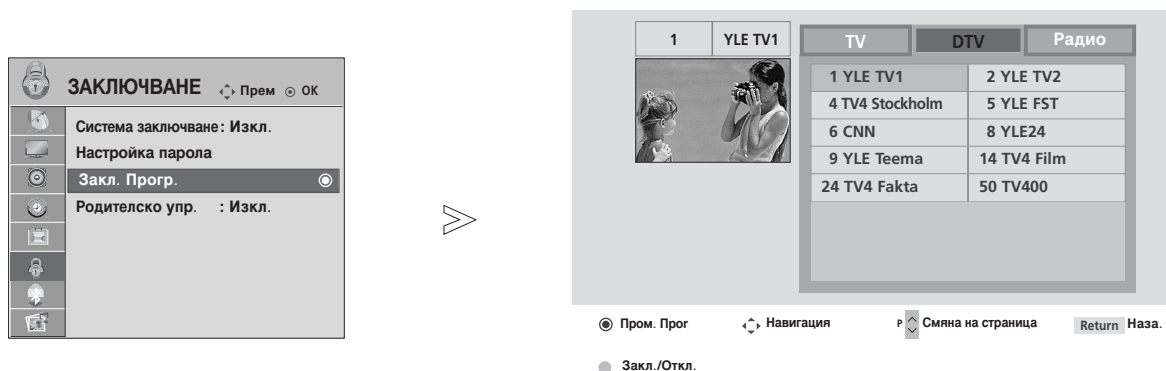 ЗАКЛЮЧВАНЕ Прем OK
Система заключване : Изкл.
Настройка парола
Закл. Прогр.
Родителско упр. : Изкл.
1 YLE TV1
TV DTV Радио
1 YLE TV1 2 YLE TV2
4 TV4 Stockholm 5 YLE FST
6 CNN 8 YLE24
9 YLE Teema 14 TV4 Film
24 TV4 Fakta 50 TV400
Пром. Прог Навигация P Смяна на страница Return Наза.
Закл./Откл.